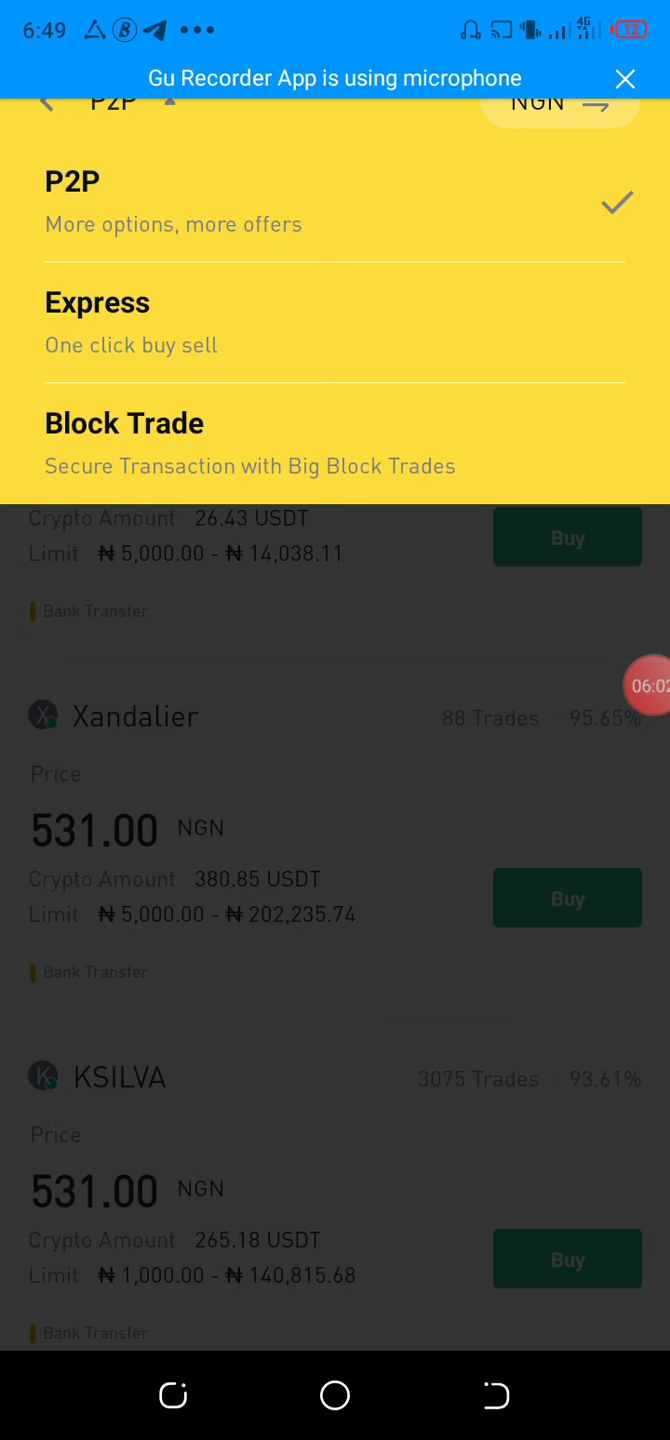 6:49 B 4G 12
Gu Recorder App is using microphone
P2P NGN
P2P
More options, more offers
Express
One click buy sell
Block Trade
Secure Transaction with Big Block Trades
Crypto Amount 26.43 USDT
Limit ₦ 5,000.00 - ₦ 14,038.11
Buy
Bank Transfer
X Xandalier 88 Trades 95.65%
Price
531.00 NGN
Crypto Amount 380.85 USDT
Limit ₦ 5,000.00 - ₦ 202,235.74
Buy
Bank Transfer
K KSILVA 3075 Trades 93.61%
Price
531.00 NGN
Crypto Amount 265.18 USDT
Limit ₦ 1,000.00 - ₦ 140,815.68
Buy
Bank Transfer